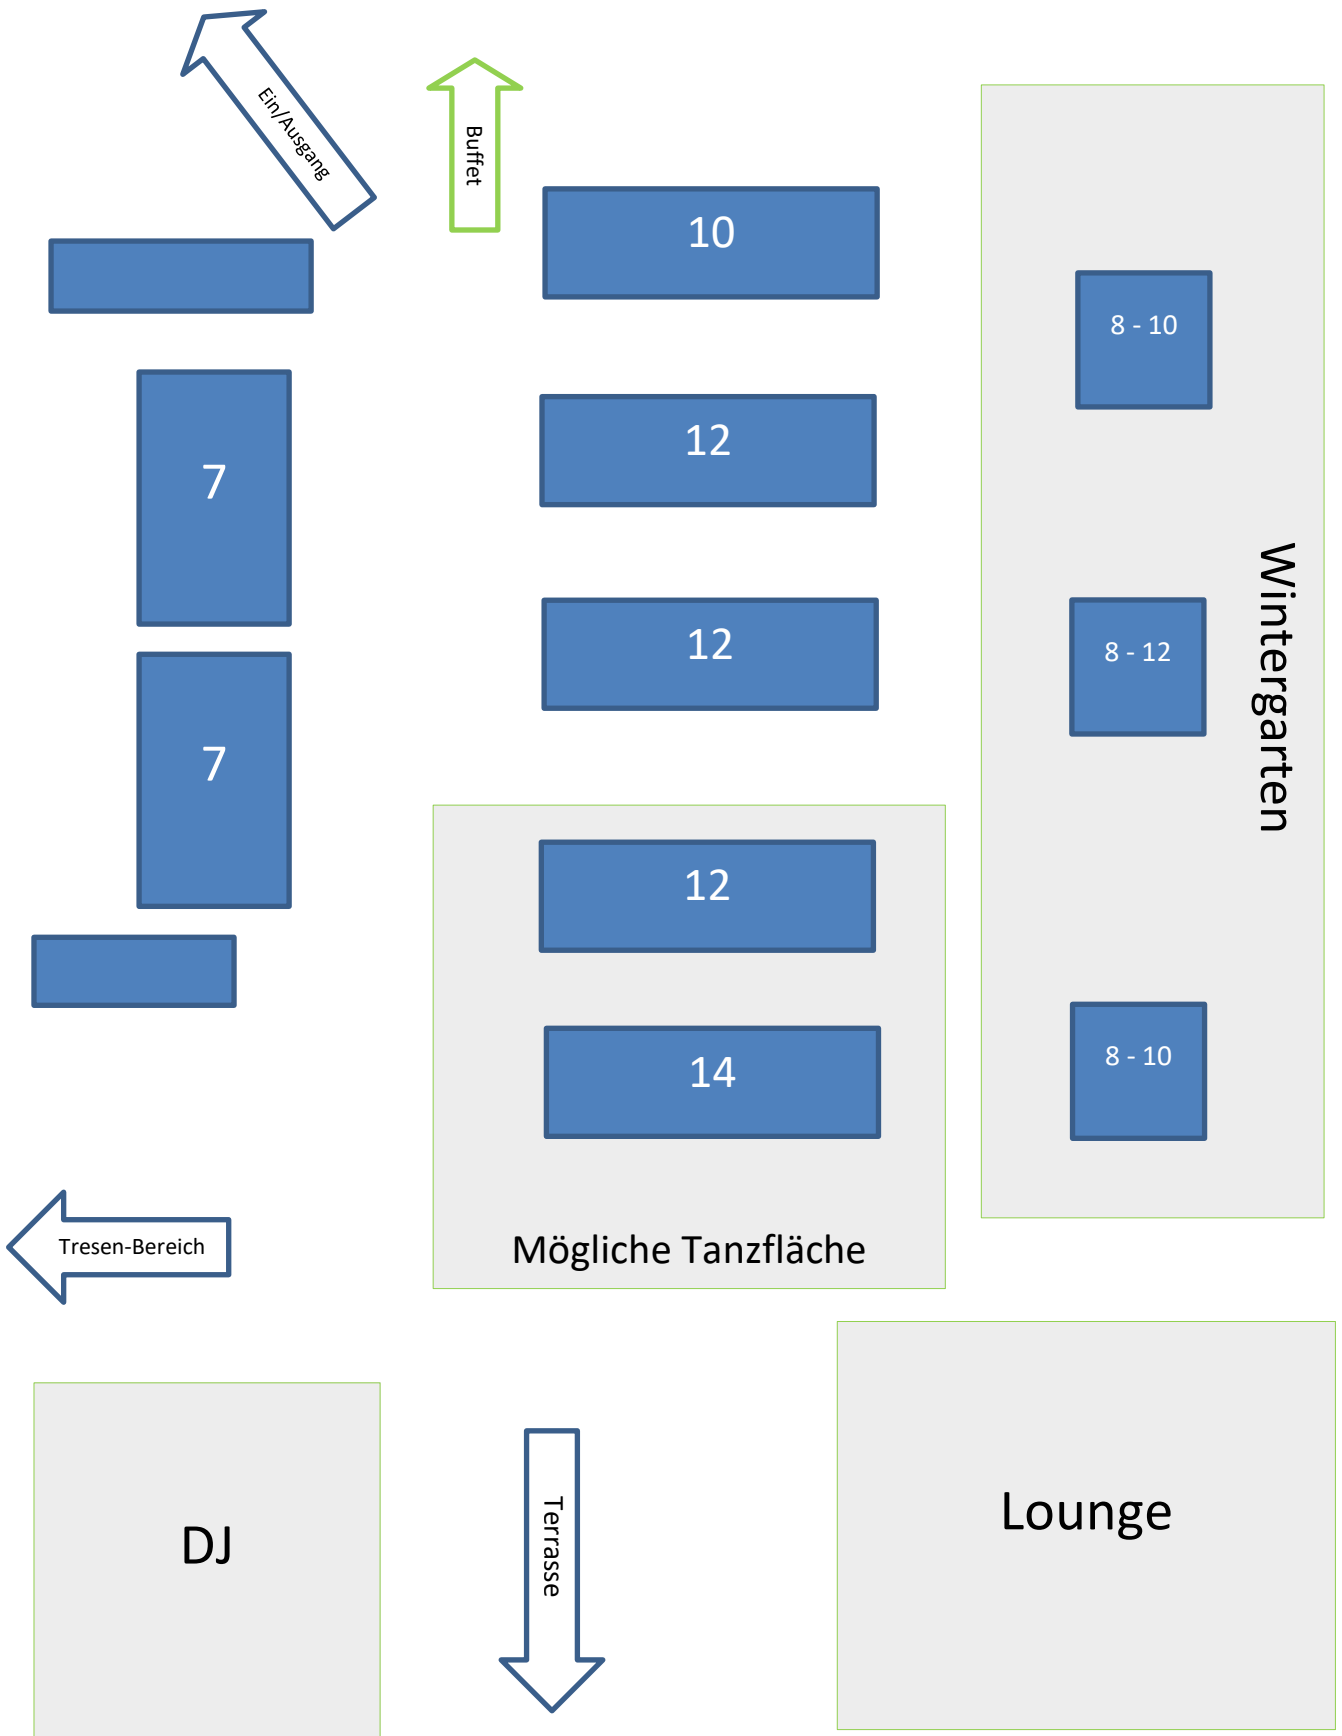 Ein/Ausgang
Buffet
10
8 - 10
12
7
12
8 - 12
Wintergarten
7
12
14
8 - 10
Tresen-Bereich
Mögliche Tanzfläche
DJ
Terrasse
Lounge